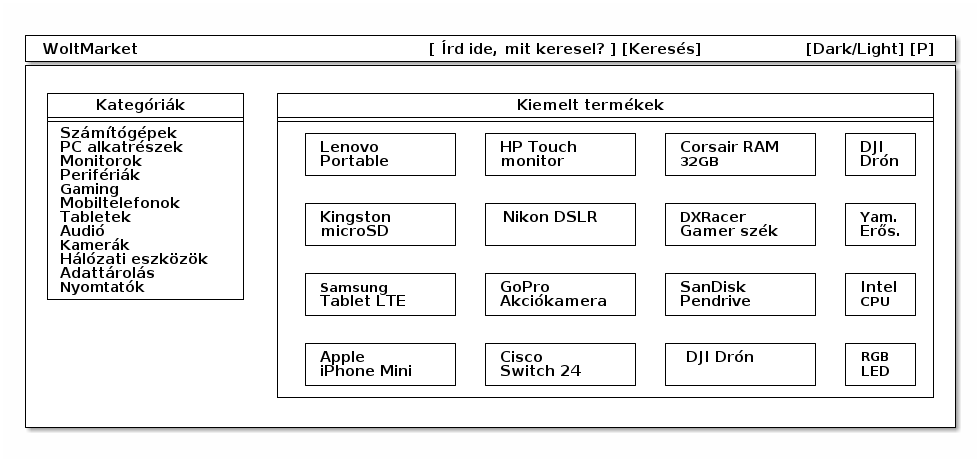 WoltMarket [ Írd ide, mit keresel? ] [Keresés] [Dark/Light] [P]
Kategóriák
Számítógépek
PC alkatrészek
Monitorok
Perifériák
Gaming
Mobiltelefonok
Tabletek
Audió
Kamerák
Hálózati eszközök
Adattárolás
Nyomtatók
Kiemelt termékek
Lenovo
Portable
HP Touch
monitor
Corsair RAM
32GB
DJI
Drón
Kingston
microSD
Nikon DSLR
DXRacer
Gamer szék
Yam.
Erős.
Samsung
Tablet LTE
GoPro
Akciókamera
SanDisk
Pendrive
Intel
CPU
Apple
iPhone Mini
Cisco
Switch 24
DJI Drón
RGB
LED